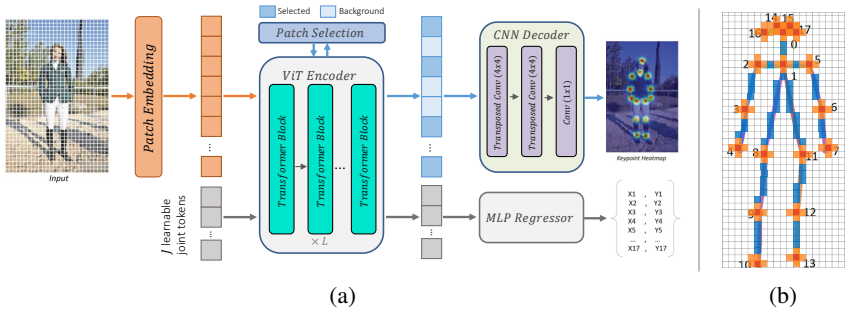 Selected
Background
Patch Selection
Input
Patch Embedding
ViT Encoder
Transformer Block
Transformer Block
...
Transformer Block
× L
J learnable
joint tokens
CNN Decoder
Transposed Conv (4x4)
Transposed Conv (4x4)
Conv (1x1)
Keypoint Heatmap
MLP Regressor
X1 , Y1
X2 , Y2
X3 , Y3
X4 , Y4
X5 , Y5
... ...
X17 , Y17
(a)
14 15
16 17
0
2 5
1
3 6
4 8 11 7
9 12
10 13
(b)